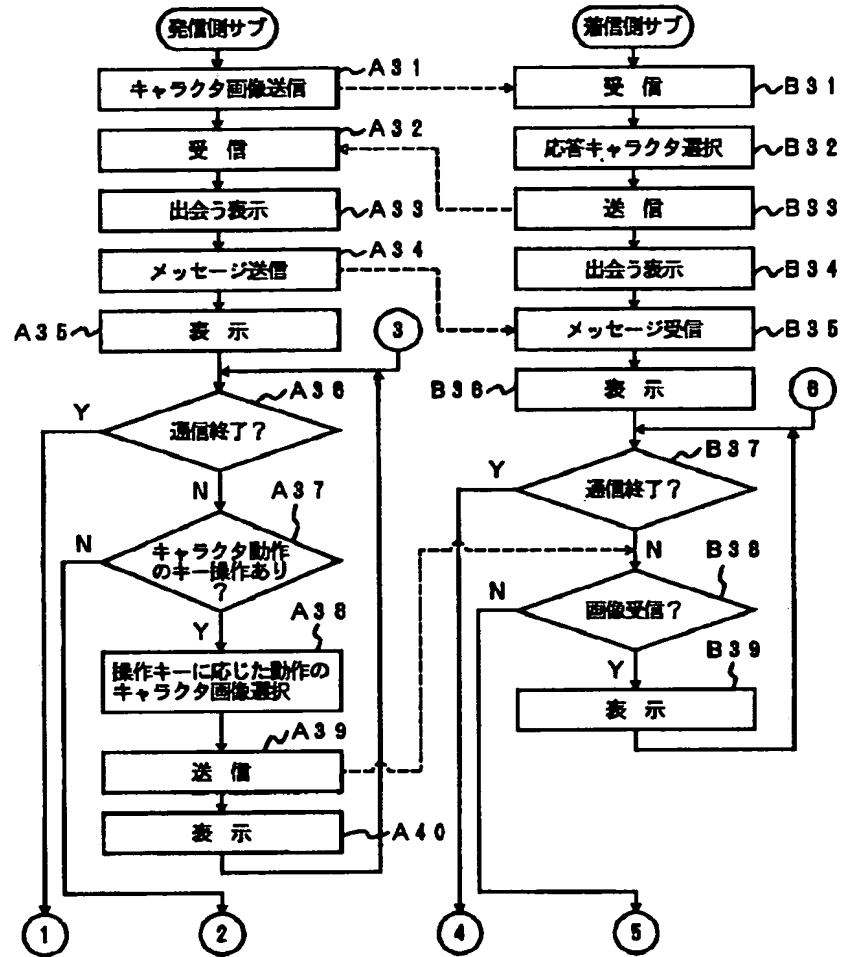 発信側サブ
キャラクタ画像送信
A31
受 信
A32
出会う表示
A33
メッセージ送信
A34
表 示
A35
3
通信終了?
A36
Y
N
キャラクタ動作
のキー操作あり
?
A37
N
Y
操作キーに応じた動作の
キャラクタ画像選択
A38
送 信
A39
表 示
A40
1
2
着信側サブ
受 信
B31
応答キャラクタ選択
B32
送 信
B33
出会う表示
B34
メッセージ受信
B35
表 示
B36
6
通信終了?
B37
Y
N
画像受信?
B38
N
Y
表 示
B39
4
5